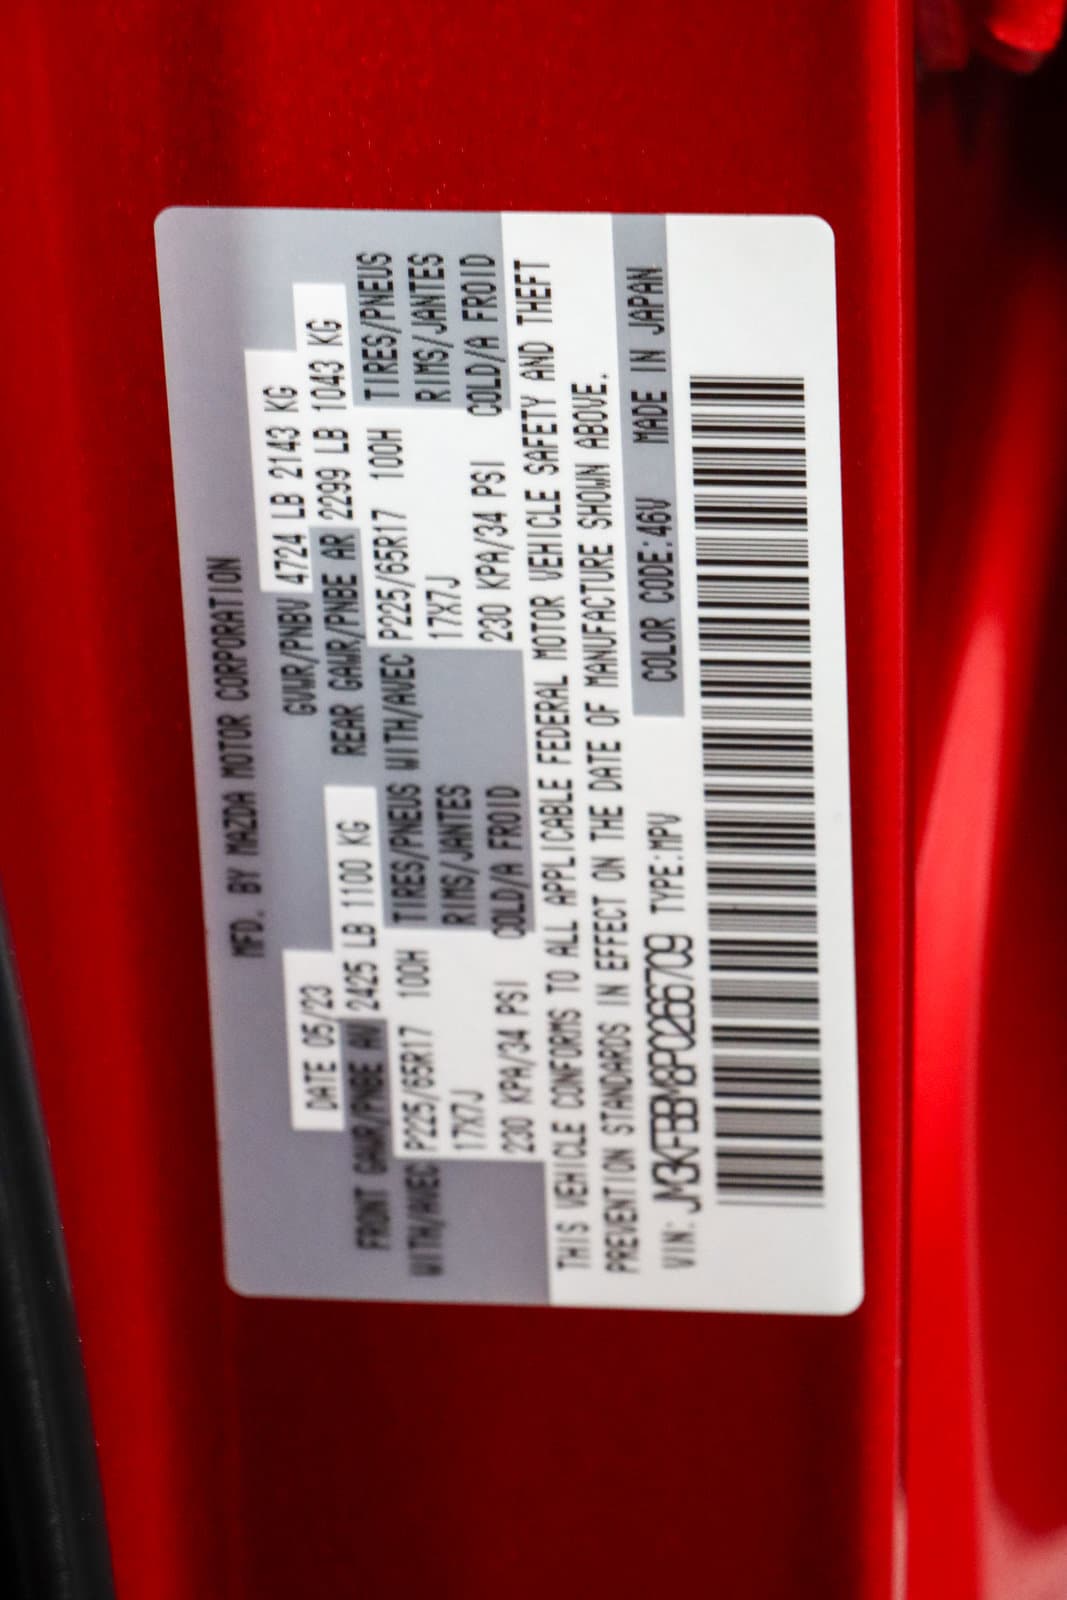 MFD. BY MAZDA MOTOR CORPORATION
DATE 05/23 GVWR/PNBV 4724 LB 2143 KG
FRONT GAWR/PNBE AV 2425 LB 1100 KG REAR GAWR/PNBE AR 2299 LB 1043 KG
WITH/AVEC P225/65R17 100H TIRES/PNEUS WITH/AVEC P225/65R17 100H TIRES/PNEUS
17X7J RIMS/JANTES 17X7J RIMS/JANTES
230 KPA/34 PSI COLD/A FROID 230 KPA/34 PSI COLD/A FROID
THIS VEHICLE CONFORMS TO ALL APPLICABLE FEDERAL MOTOR VEHICLE SAFETY AND THEFT
PREVENTION STANDARDS IN EFFECT ON THE DATE OF MANUFACTURE SHOWN ABOVE.
VIN: JM3KFBBM8P0266709 TYPE:MPV COLOR CODE:46V MADE IN JAPAN